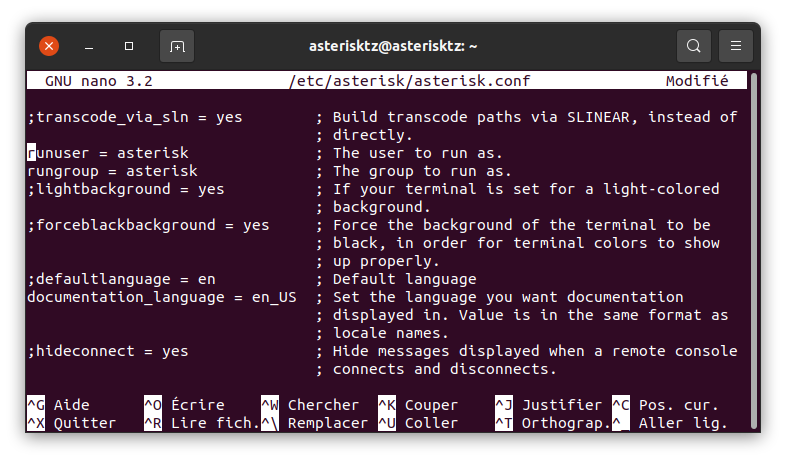 asterisktz@asterisktz: ~
GNU nano 3.2 /etc/asterisk/asterisk.conf Modifié
;transcode_via_sln = yes ; Build transcode paths via SLINEAR, instead of
; directly.
runuser = asterisk ; The user to run as.
rungroup = asterisk ; The group to run as.
;lightbackground = yes ; If your terminal is set for a light-colored
; background.
;forceblackbackground = yes ; Force the background of the terminal to be
; black, in order for terminal colors to show
; up properly.
;defaultlanguage = en ; Default language
documentation_language = en_US ; Set the language you want documentation
; displayed in. Value is in the same format as
; locale names.
;hideconnect = yes ; Hide messages displayed when a remote console
; connects and disconnects.
^G Aide ^O Écrire ^W Chercher ^K Couper ^J Justifier ^C Pos. cur.
^X Quitter ^R Lire fich. ^\ Remplacer ^U Coller ^T Orthograp. ^_ Aller lig.